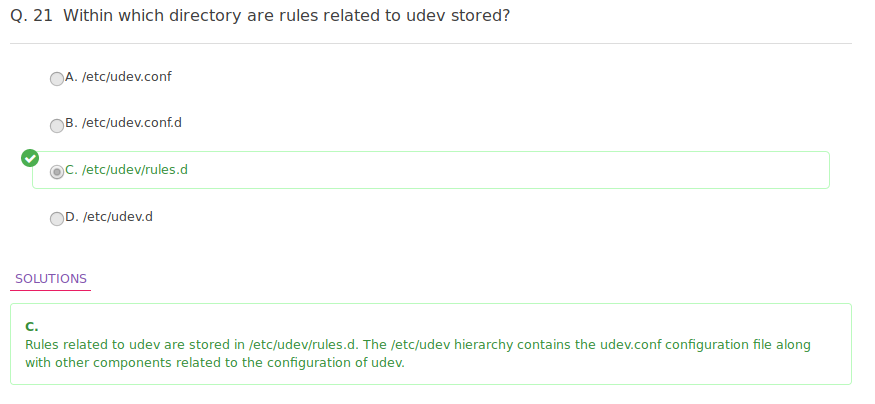 Q. 21 Within which directory are rules related to udev stored?
A. /etc/udev.conf
B. /etc/udev.conf.d
C. /etc/udev/rules.d
D. /etc/udev.d
SOLUTIONS
C.
Rules related to udev are stored in /etc/udev/rules.d. The /etc/udev hierarchy contains the udev.conf configuration file along
with other components related to the configuration of udev.